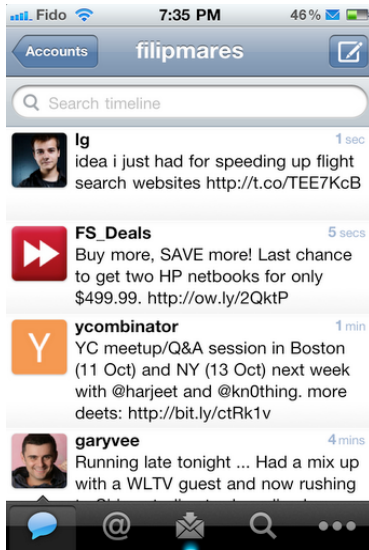 Fido 7:35 PM 46%
Accounts filipmares
Search timeline
lg 1 sec
idea i just had for speeding up flight
search websites http://t.co/TEE7KcB
FS_Deals 5 secs
Buy more, SAVE more! Last chance
to get two HP netbooks for only
$499.99. http://ow.ly/2QktP
ycombinator 1 min
Y
YC meetup/Q&A session in Boston
(11 Oct) and NY (13 Oct) next week
with @harjeet and @kn0thing. more
deets: http://bit.ly/ctRk1v
garyvee 4 mins
Running late tonight ... Had a mix up
with a WLTV guest and now rushing
@